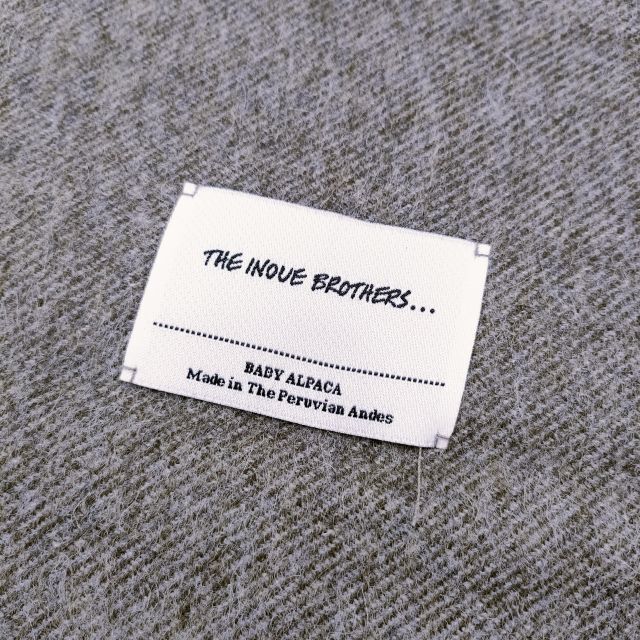 THE INOUE BROTHERS...
BABY ALPACA
Made in The Peruvian Andes